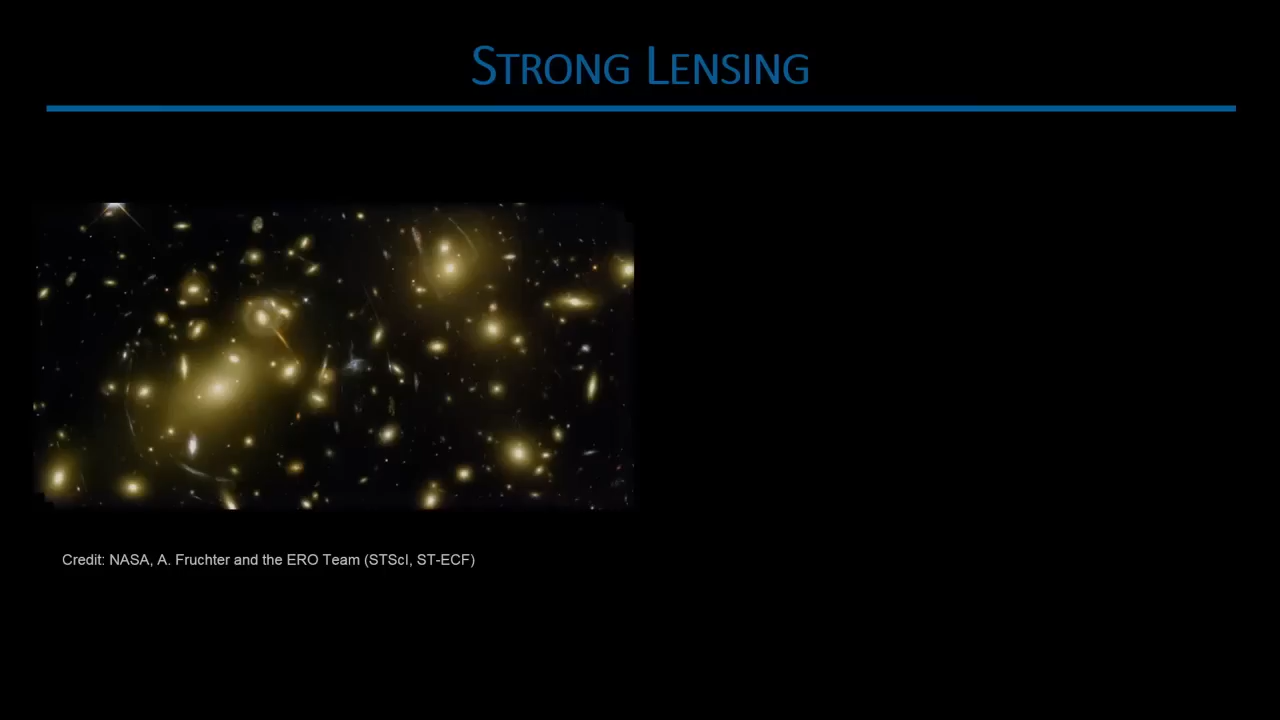 Strong Lensing
Credit: NASA, A. Fruchter and the ERO Team (STScI, ST-ECF)